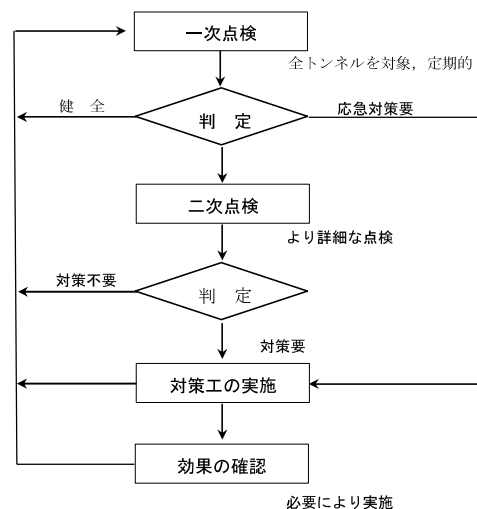 一次点検
全トンネルを対象，定期的
健　全
判　定
応急対策要
二次点検
より詳細な点検
対策不要
判　定
対策要
対策工の実施
効果の確認
必要により実施